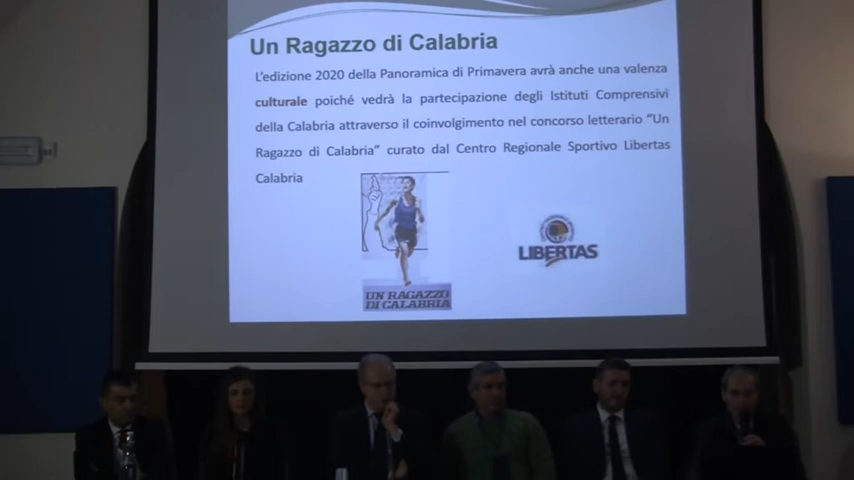 Un Ragazzo di Calabria
L'edizione 2020 della Panoramica di Primavera avrà anche una valenza
culturale poiché vedrà la partecipazione degli Istituti Comprensivi
della Calabria attraverso il coinvolgimento nel concorso letterario "Un
Ragazzo di Calabria" curato dal Centro Regionale Sportivo Libertas
Calabria
UN RAGAZZO
DI CALABRIA
LIBERTAS